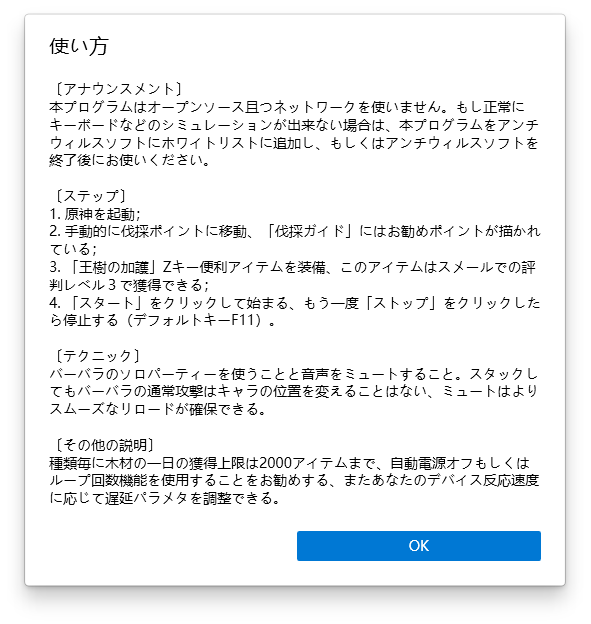 使い方
〔アナウンスメント〕
本プログラムはオープンソース且つネットワークを使いません。もし正常に
キーボードなどのシミュレーションが出来ない場合は、本プログラムをアンチ
ウィルスソフトにホワイトリストに追加し、もしくはアンチウィルスソフトを
終了後にお使いください。
〔ステップ〕
1. 原神を起動;
2. 手動的に伐採ポイントに移動、「伐採ガイド」にはお勧めポイントが描かれ
ている;
3. 「王樹の加護」Zキー便利アイテムを装備、このアイテムはスメールでの評
判レベル３で獲得できる;
4. 「スタート」をクリックして始まる、もう一度「ストップ」をクリックした
ら停止する（デフォルトキーF11）。
〔テクニック〕
バーバラのソロパーティーを使うことと音声をミュートすること。スタックし
てもバーバラの通常攻撃はキャラの位置を変えることはない、ミュートはより
スムーズなリロードが確保できる。
〔その他の説明〕
種類毎に木材の一日の獲得上限は2000アイテムまで、自動電源オフもしくは
ループ回数機能を使用することをお勧めする、またあなたのデバイス反応速度
に応じて遅延パラメタを調整できる。
OK